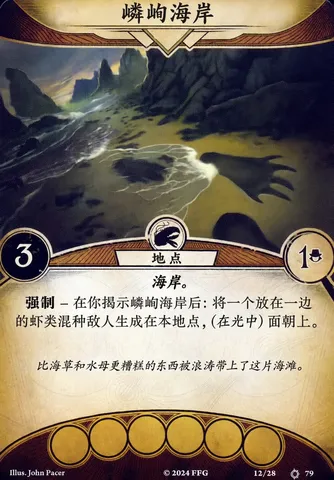 嶙峋海岸
3
地点
1
海岸。
强制 – 在你揭示嶙峋海岸后：将一个放在一边
的虾类混种敌人生成在本地点，(在光中) 面朝上。
比海草和水母更糟糕的东西被浪涛带上了这片海滩。
Illus. John Pacer © 2024 FFG 12/28 79